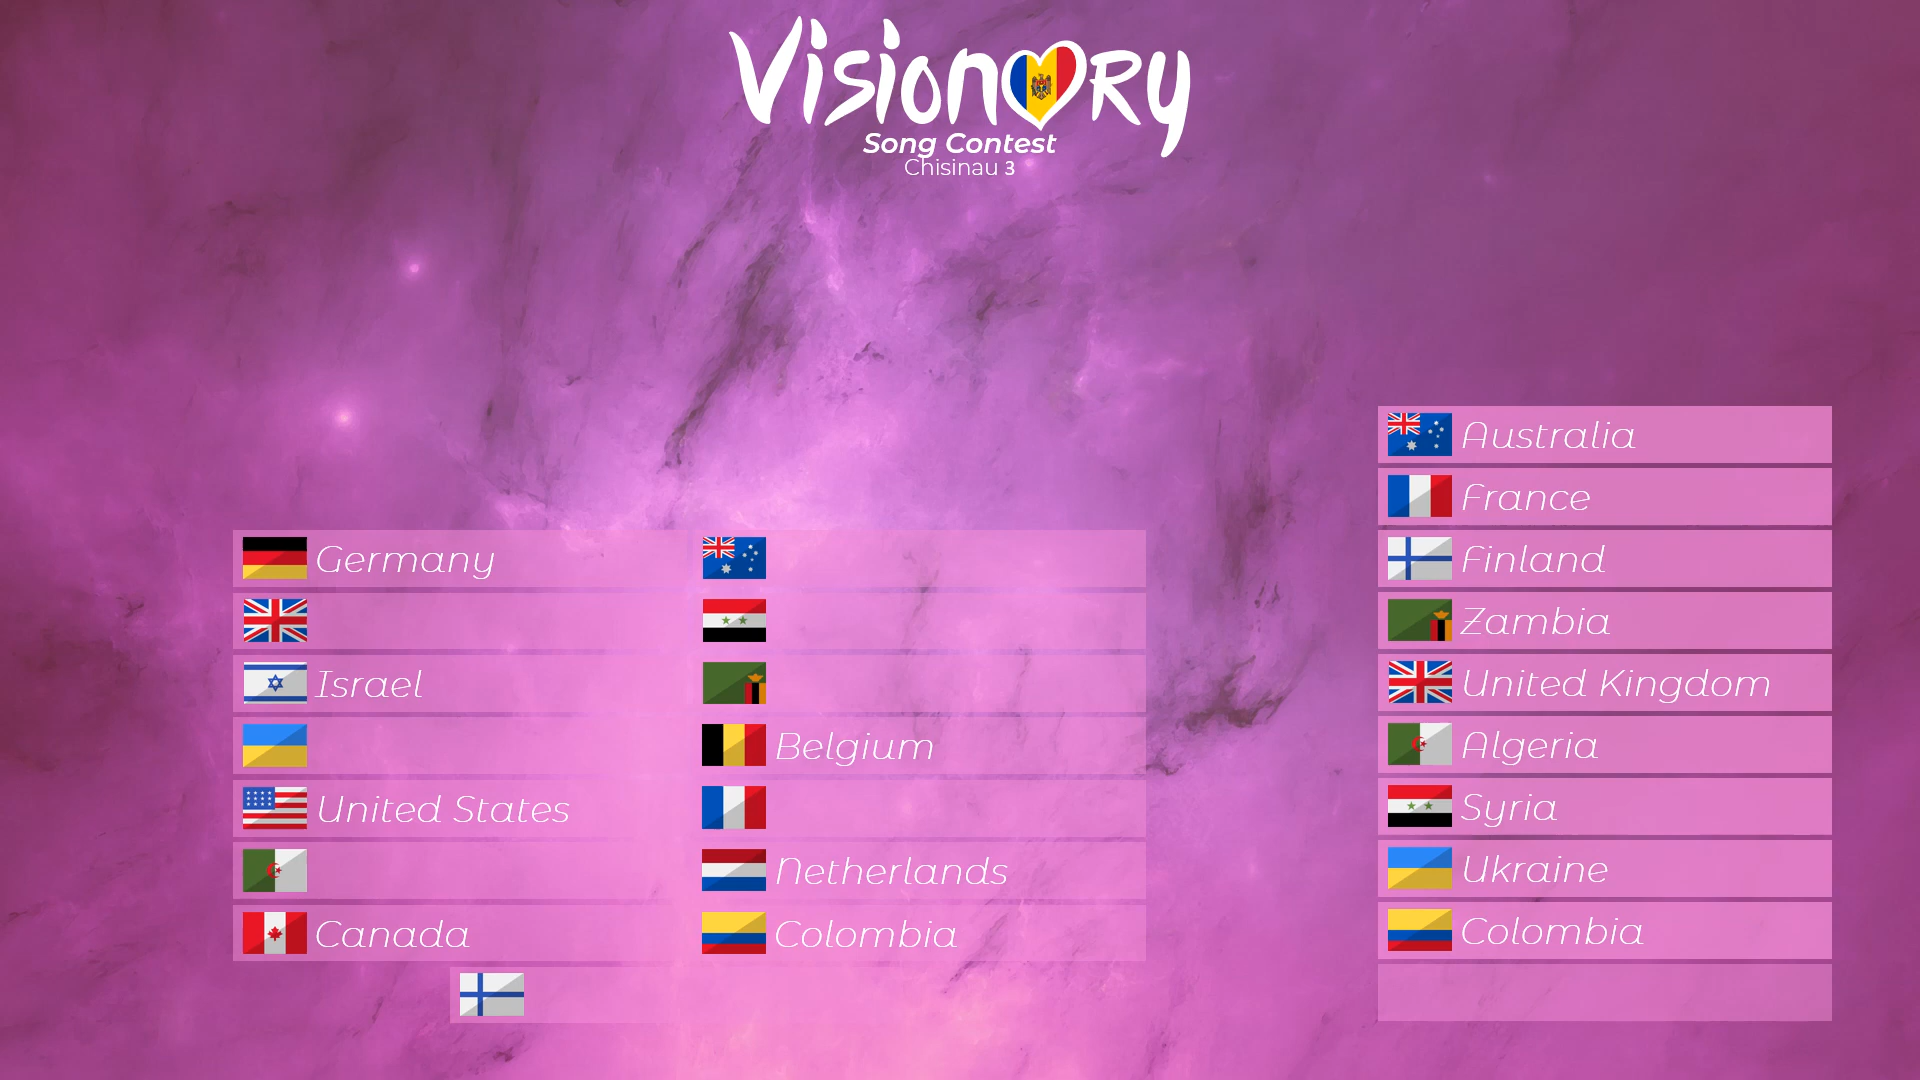 Visionory
Song Contest
Chisinau 3
Germany
Israel
Belgium
United States
Netherlands
Canada
Colombia
Australia
France
Finland
Zambia
United Kingdom
Algeria
Syria
Ukraine
Colombia